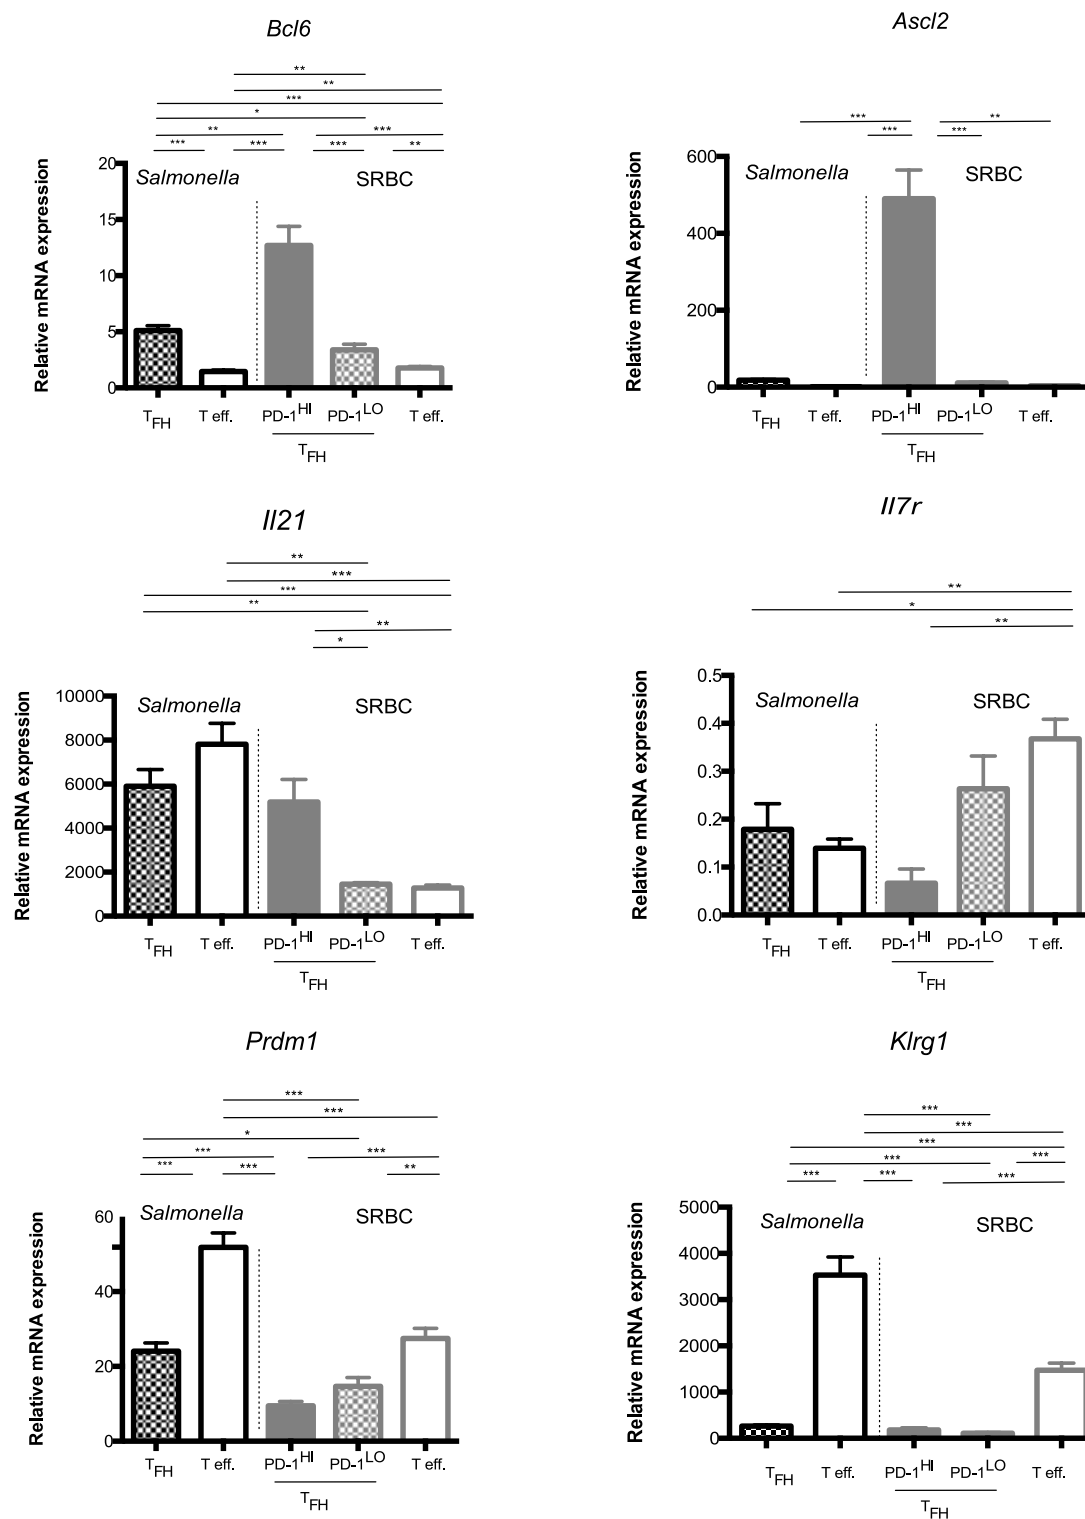 Bcl6
**
**
***
*
** ***
*** *** *** **
20
15
10
5
0
Relative mRNA expression
Salmonella SRBC
TFH T eff. PD-1HI PD-1LO T eff.
TFH
Ascl2
*** **
*** ***
600
400
200
0
Relative mRNA expression
Salmonella SRBC
TFH T eff. PD-1HI PD-1LO T eff.
TFH
Il21
**
***
***
**
**
*
10000
8000
6000
4000
2000
0
Relative mRNA expression
Salmonella SRBC
TFH T eff. PD-1HI PD-1LO T eff.
TFH
Il7r
**
*
**
0.5
0.4
0.3
0.2
0.1
0.0
Relative mRNA expression
Salmonella SRBC
TFH T eff. PD-1HI PD-1LO T eff.
TFH
Prdm1
***
***
*
*** ***
*** *** **
60
40
20
0
Relative mRNA expression
Salmonella SRBC
TFH T eff. PD-1HI PD-1LO T eff.
TFH
Klrg1
***
***
***
*** ***
*** *** ***
5000
4000
3000
2000
1000
0
Relative mRNA expression
Salmonella SRBC
TFH T eff. PD-1HI PD-1LO T eff.
TFH